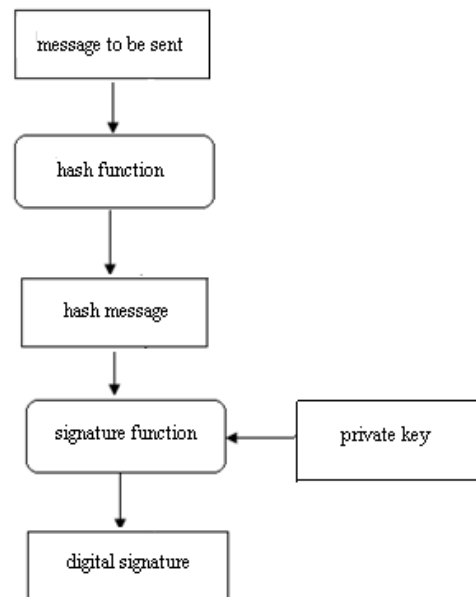 message to be sent
hash function
hash message
signature function
private key
digital signature